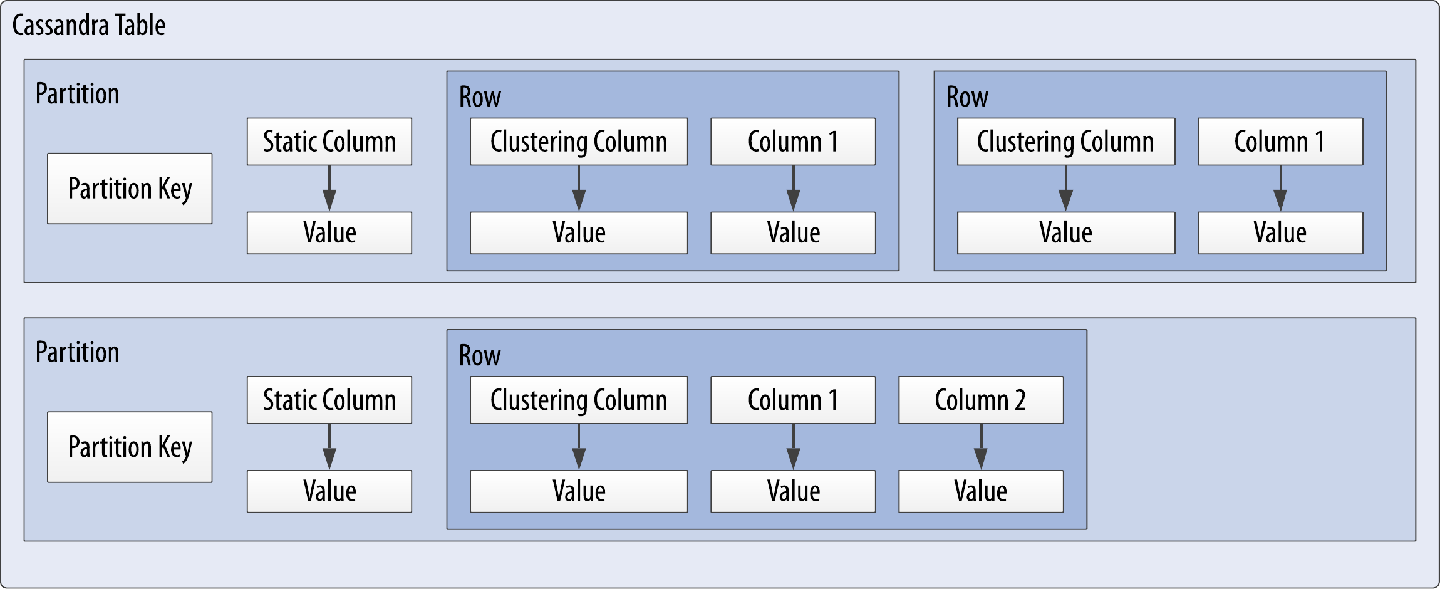 Cassandra Table
Partition
Partition Key
Static Column
Value
Row
Clustering Column
Value
Column 1
Value
Row
Clustering Column
Value
Column 1
Value
Partition
Partition Key
Static Column
Value
Row
Clustering Column
Value
Column 1
Value
Column 2
Value